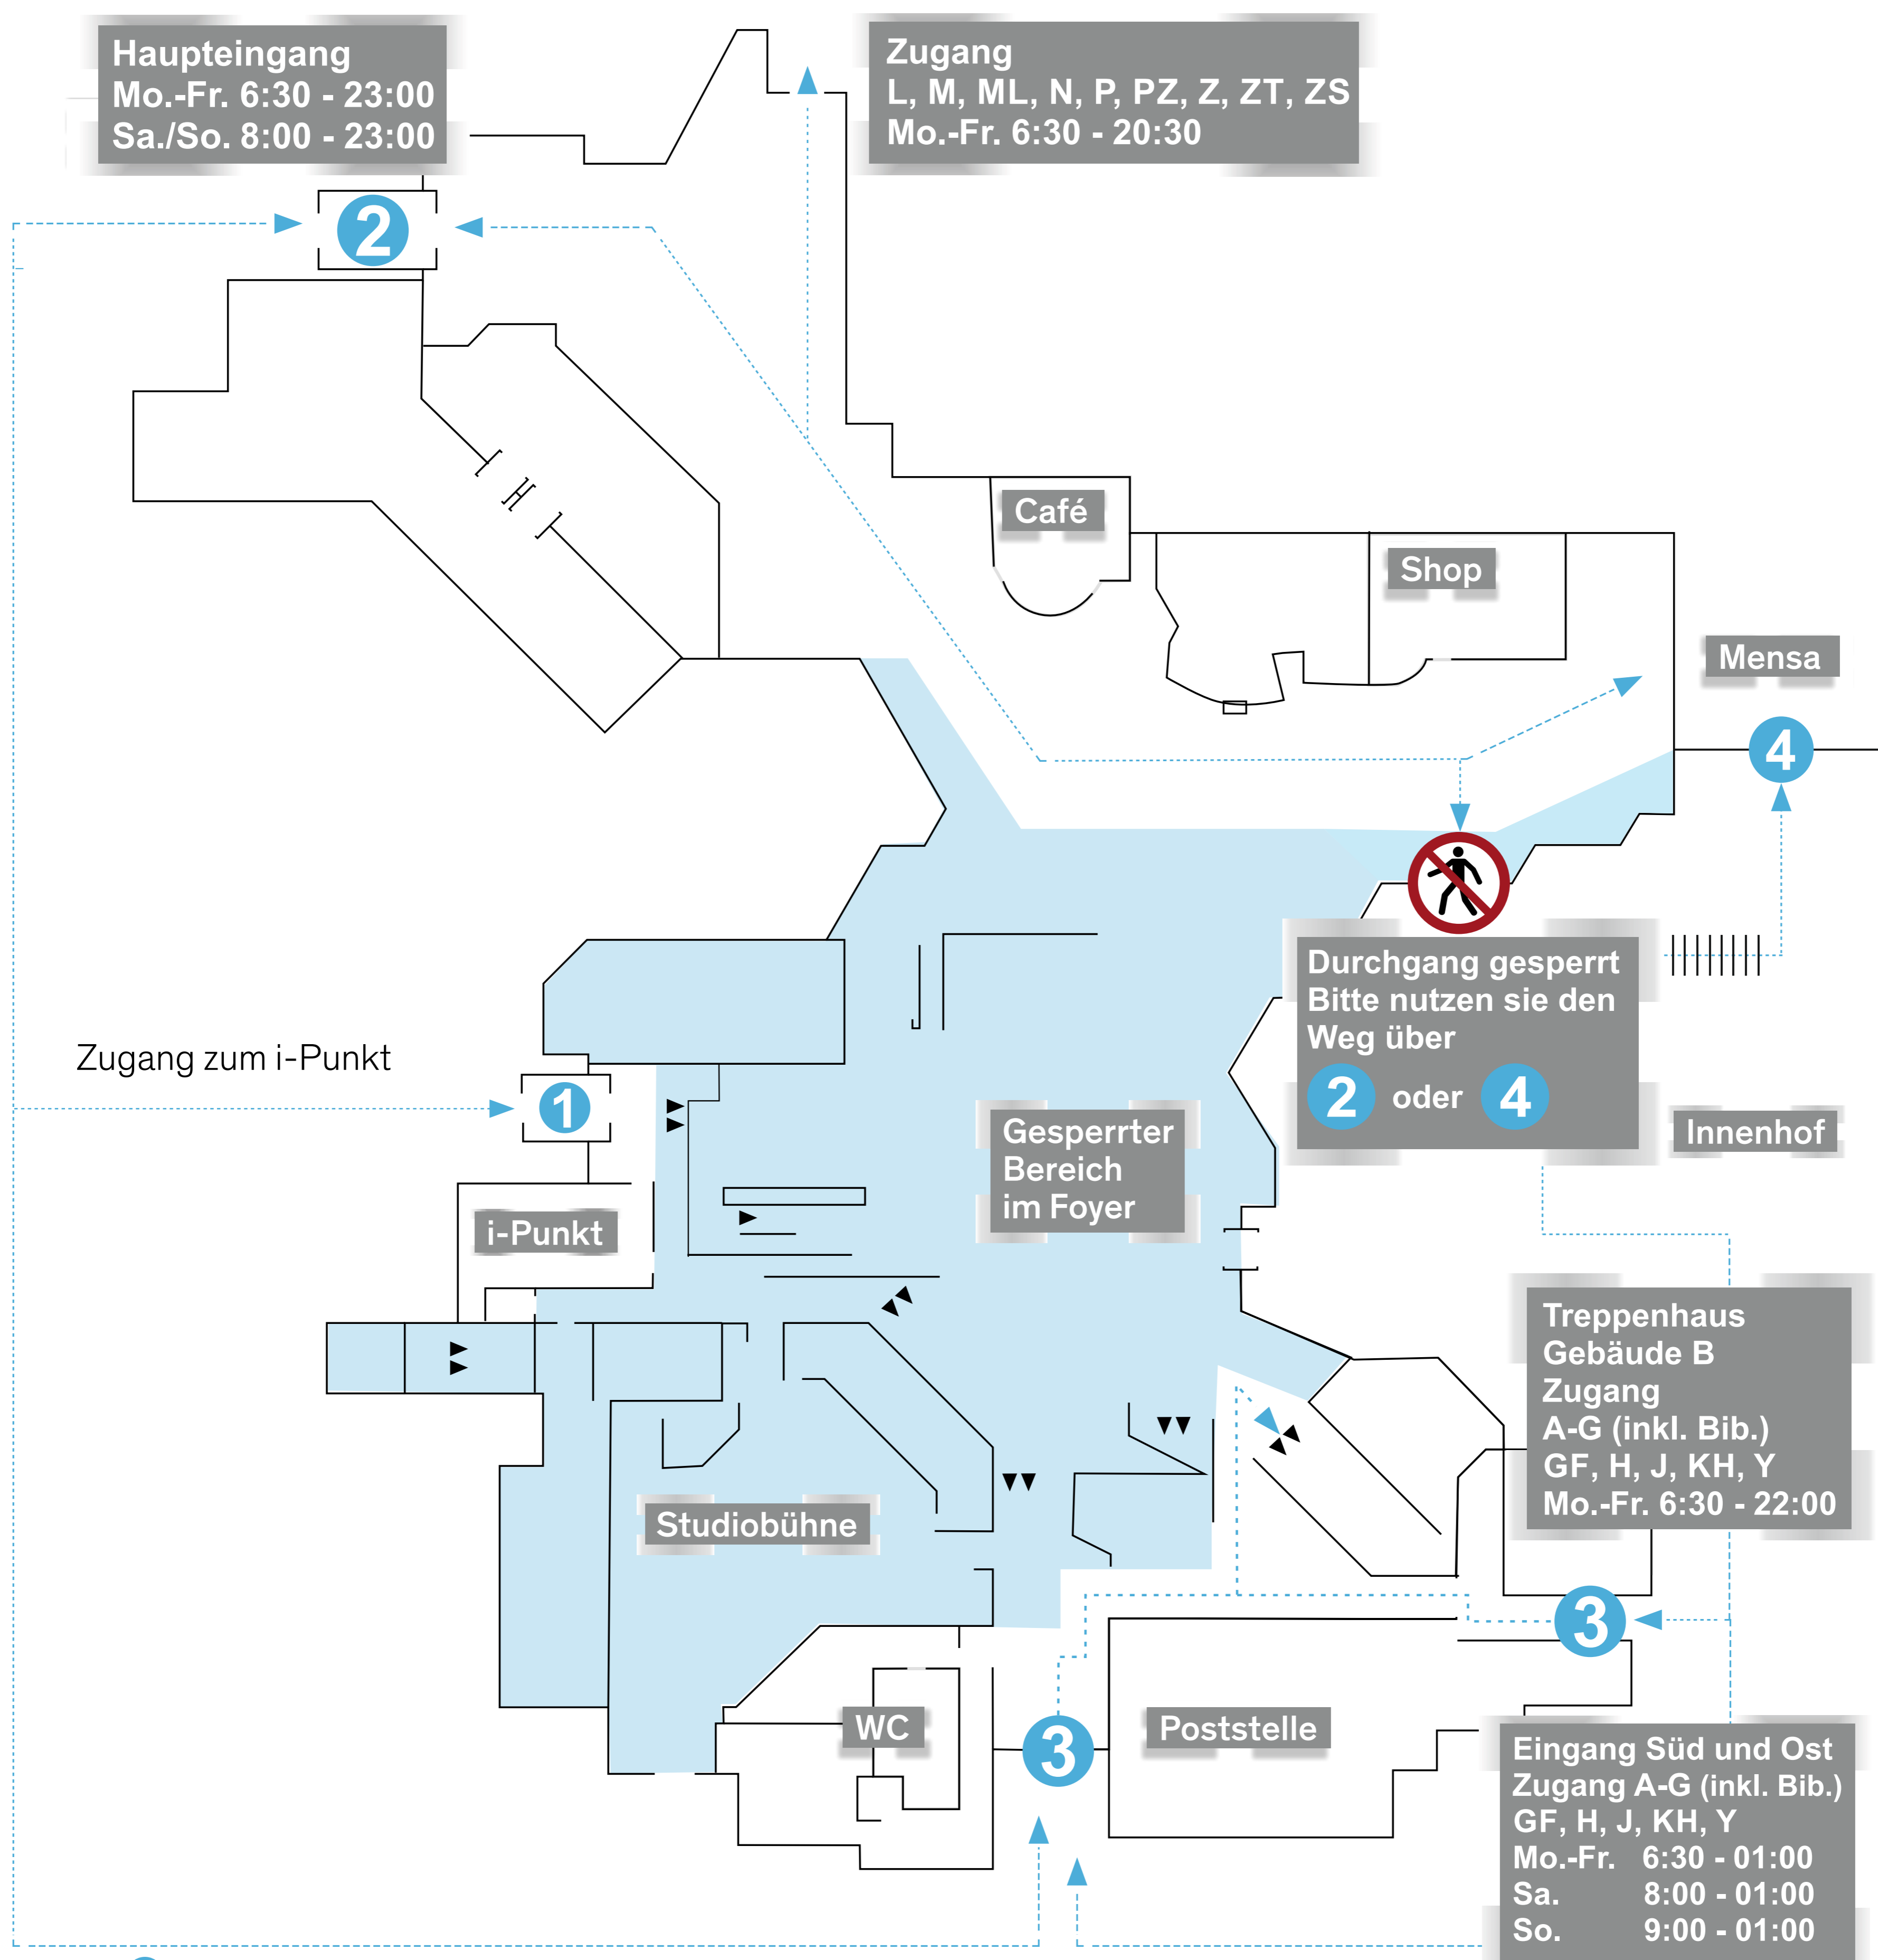 Haupteingang
Mo.-Fr. 6:30 - 23:00
Sa./So. 8:00 - 23:00
Zugang
L, M, ML, N, P, PZ, Z, ZT, ZS
Mo.-Fr. 6:30 - 20:30
2
Café
Shop
Mensa
4
Durchgang gesperrt
Bitte nutzen sie den
Weg über
2 oder 4
Zugang zum i-Punkt
1
Gesperrter
Bereich
im Foyer
Innenhof
i-Punkt
Treppenhaus
Gebäude B
Zugang
A-G (inkl. Bib.)
GF, H, J, KH, Y
Mo.-Fr. 6:30 - 22:00
Studiobühne
3
WC
3
Poststelle
Eingang Süd und Ost
Zugang A-G (inkl. Bib.)
GF, H, J, KH, Y
Mo.-Fr. 6:30 - 01:00
Sa. 8:00 - 01:00
So. 9:00 - 01:00